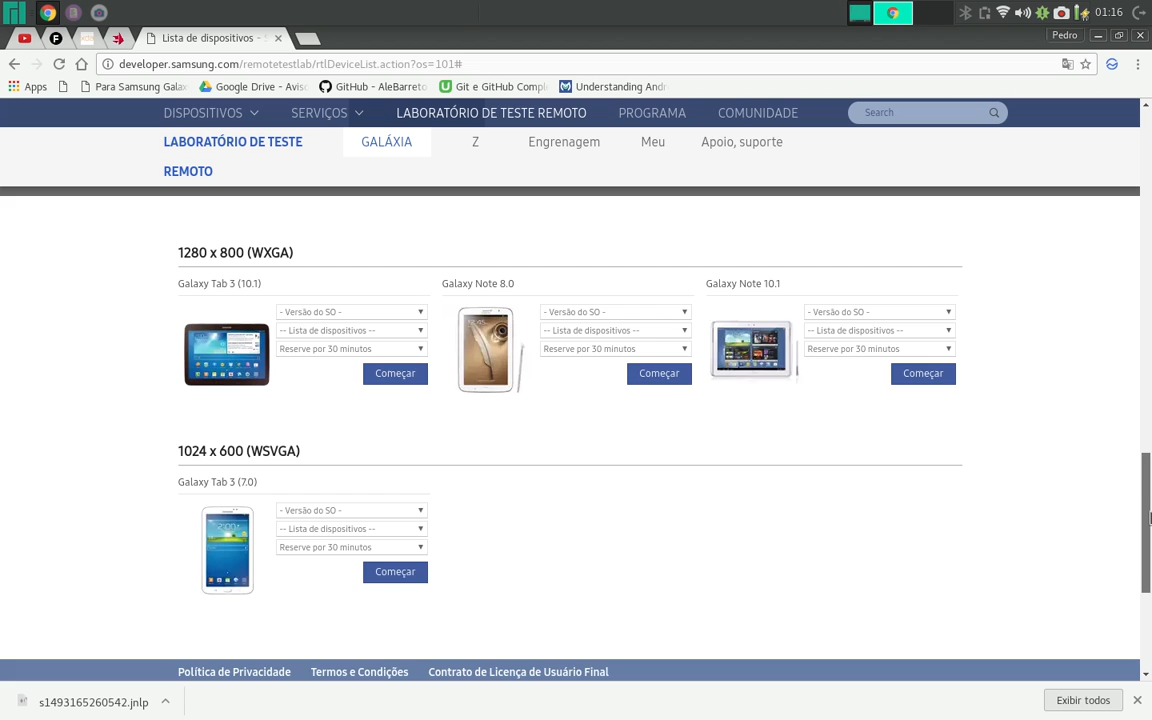 01:16
Lista de dispositivos -
Pedro
developer.samsung.com/remotetestlab/rtlDeviceList.action?os=101#
Apps
Para Samsung Gala
Google Drive - Aviso
GitHub - AleBarreto
Git e GitHub Comple
Understanding Andr
DISPOSITIVOS
SERVIÇOS
LABORATÓRIO DE TESTE REMOTO
PROGRAMA
COMUNIDADE
Search
LABORATÓRIO DE TESTE
REMOTO
GALÁXIA
Z
Engrenagem
Meu
Apoio, suporte
1280 x 800 (WXGA)
Galaxy Tab 3 (10.1)
- Versão do SO -
-- Lista de dispositivos --
Reserve por 30 minutos
Começar
Galaxy Note 8.0
- Versão do SO -
-- Lista de dispositivos --
Reserve por 30 minutos
Começar
Galaxy Note 10.1
- Versão do SO -
-- Lista de dispositivos --
Reserve por 30 minutos
Começar
1024 x 600 (WSVGA)
Galaxy Tab 3 (7.0)
- Versão do SO -
-- Lista de dispositivos --
Reserve por 30 minutos
Começar
Política de Privacidade
Termos e Condições
Contrato de Licença de Usuário Final
s1493165260542.jnlp
Exibir todos